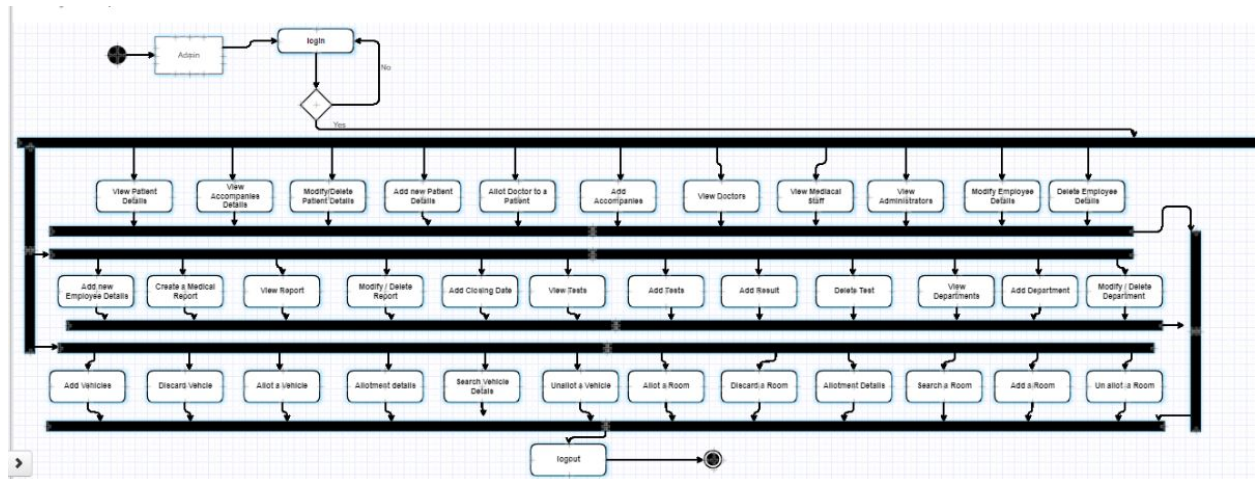 Admin
login
No
Yes
View Patient
Details
View
Accompanies
Details
Modify/Delete
Patient Details
Add new Patient
Details
Allot Doctor to a
Patient
Add
Accompanies
View Doctors
View Mediacal
Staff
View
Administrators
Modify Employee
Details
Delete Employee
Details
Add new
Employee Details
Create a Medical
Report
View Report
Modify / Delete
Report
Add Closing Date
View Tests
Add Tests
Add Result
Delete Test
View
Departments
Add Department
Modify / Delete
Department
Add Vehicles
Discard Vehcle
Allot a Vehicle
Allotment details
Search Vehicle
Details
Unallot a Vehicle
Allot a Room
Discard a Room
Allotment Details
Search a Room
Add a Room
Un allot a Room
logout